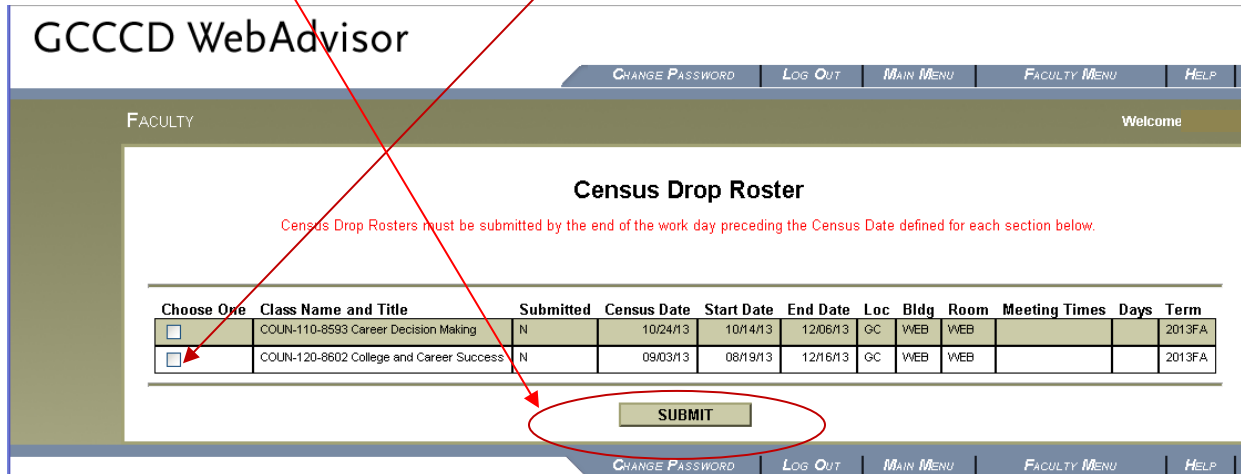 GCCCD WebAdvisor
CHANGE PASSWORD LOG OUT MAIN MENU FACULTY MENU HELP
FACULTY Welcome
Census Drop Roster
Census Drop Rosters must be submitted by the end of the work day preceding the Census Date defined for each section below.
Choose One Class Name and Title Submitted Census Date Start Date End Date Loc Bldg Room Meeting Times Days Term
COUN-110-8593 Career Decision Making N 10/24/13 10/14/13 12/06/13 GC WEB WEB 2013FA
COUN-120-8602 College and Career Success N 09/03/13 08/19/13 12/16/13 GC WEB WEB 2013FA
SUBMIT
CHANGE PASSWORD LOG OUT MAIN MENU FACULTY MENU HELP